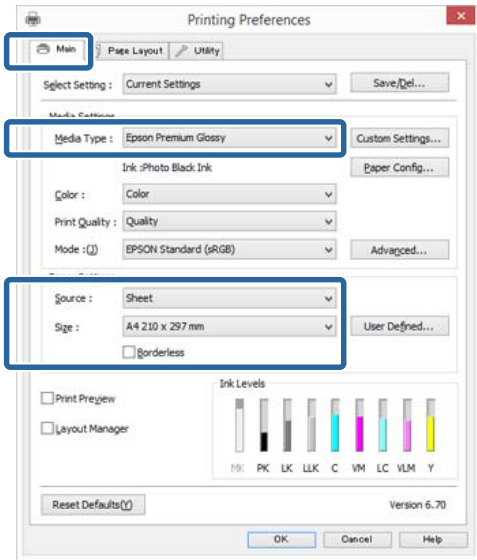 Printing Preferences
Main Page Layout Utility
Select Setting : Current Settings Save/Del...
Media Settings
Media Type : Epson Premium Glossy Custom Settings...
Ink :Photo Black Ink Paper Config...
Color : Color
Print Quality : Quality
Mode :(J) EPSON Standard (sRGB) Advanced...
Source : Sheet
Size : A4 210 x 297 mm User Defined...
Borderless
Print Preview
Layout Manager
Ink Levels
MK PK LK LLK C VM LC VLM Y
Reset Defaults(Y) Version 6.70
OK Cancel Help